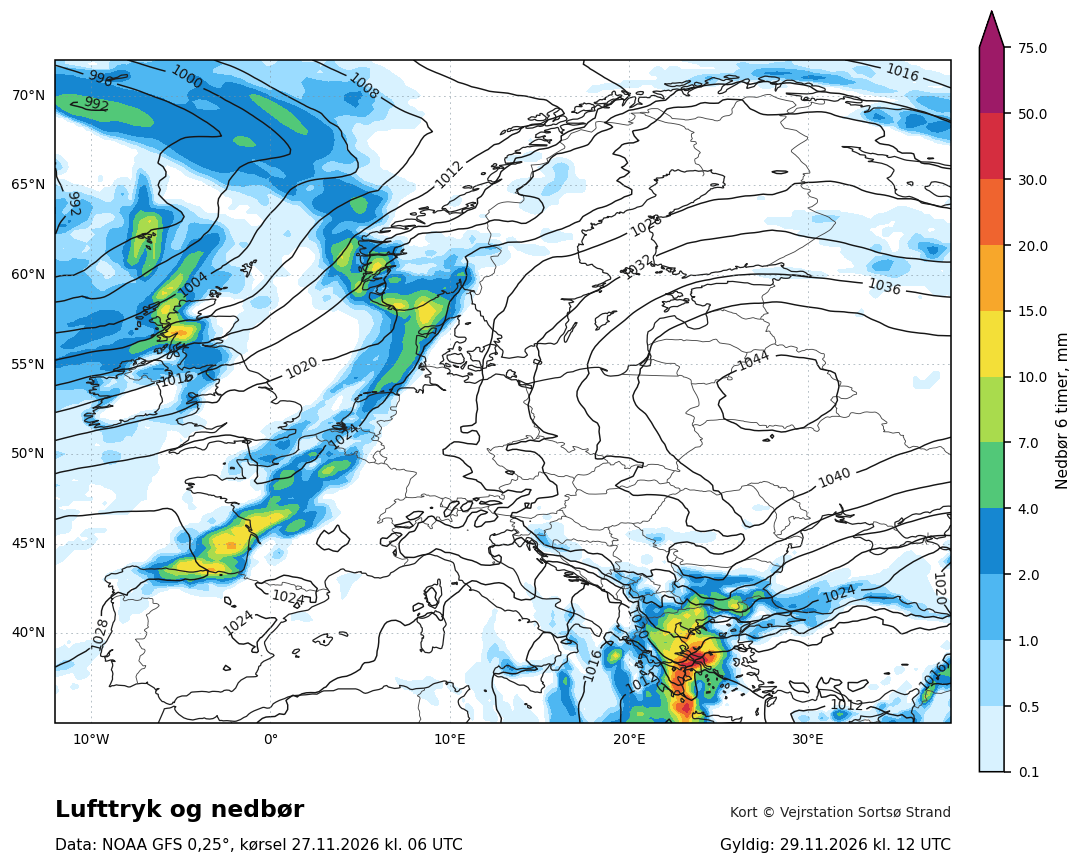 75.0
50.0
30.0
20.0
15.0
10.0
7.0
4.0
2.0
1.0
0.5
0.1
Nedbør 6 timer, mm
70°N
65°N
60°N
55°N
50°N
45°N
40°N
10°W
0°
10°E
20°E
30°E
996
1000
1008
1016
992
1012
992
1028
1004
1036
1020
1044
1016
1024
1040
1024
1024
1024
1020
1028
1020
1016
1012
1016
1012
Lufttryk og nedbør
Kort © Vejrstation Sortsø Strand
Data: NOAA GFS 0,25°, kørsel 27.11.2026 kl. 06 UTC
Gyldig: 29.11.2026 kl. 12 UTC